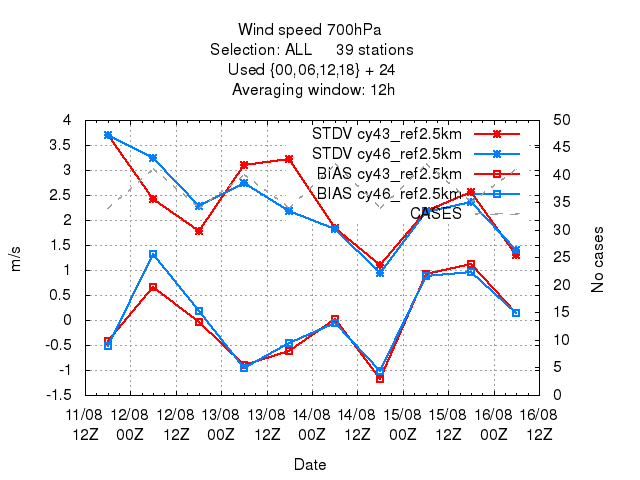 Wind speed 700hPa
Selection: ALL 39 stations
Used {00,06,12,18} + 24
Averaging window: 12h
4
3.5
3
2.5
2
1.5
1
0.5
0
-0.5
-1
-1.5
m/s
50
45
40
35
30
25
20
15
10
5
0
No cases
STDV cy43_ref2.5km
STDV cy46_ref2.5km
BIAS cy43_ref2.5km
BIAS cy46_ref2.5km
CASES
11/08 12/08 12/08 13/08 13/08 14/08 14/08 15/08 15/08 16/08 16/08
12Z 00Z 12Z 00Z 12Z 00Z 12Z 00Z 12Z 00Z 12Z
Date